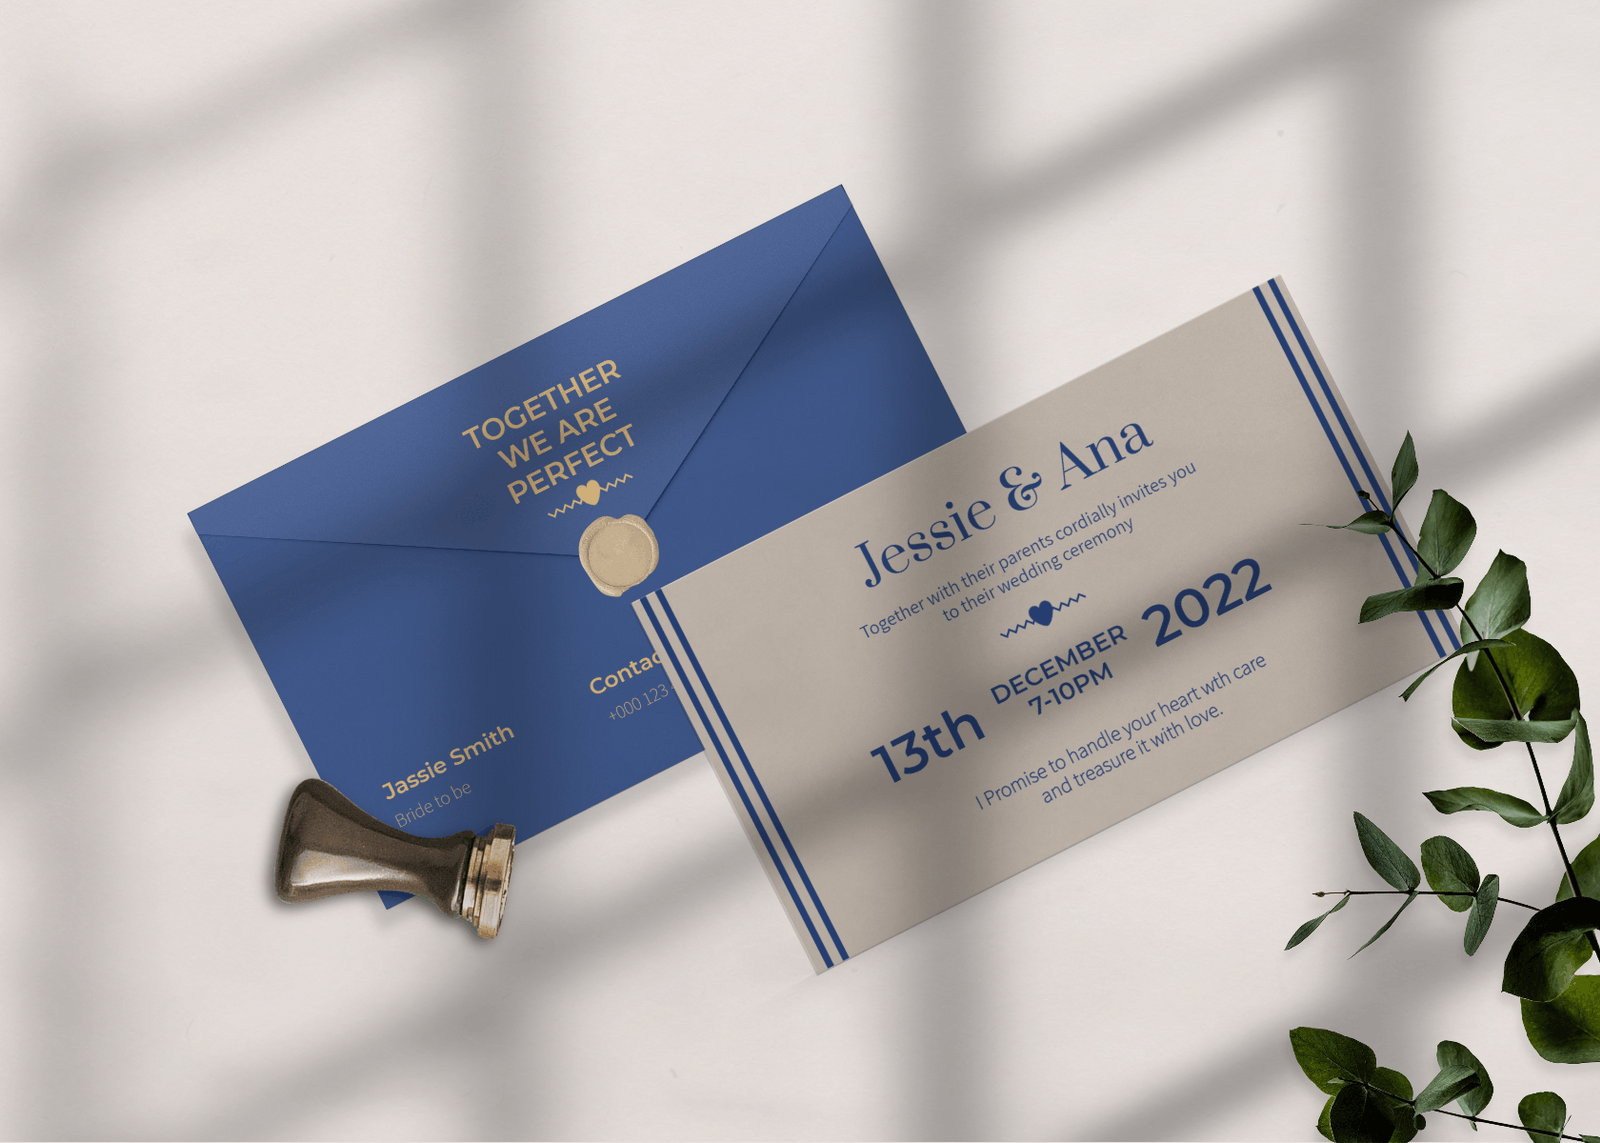 TOGETHER
WE ARE
PERFECT
Jassie Smith
Bride to be
+000 123
Jessie & Ana
Together with their parents cordially invites you
to their wedding ceremony
13th
DECEMBER
7-10PM
2022
I Promise to handle your heart wth care
and treasure it with love.